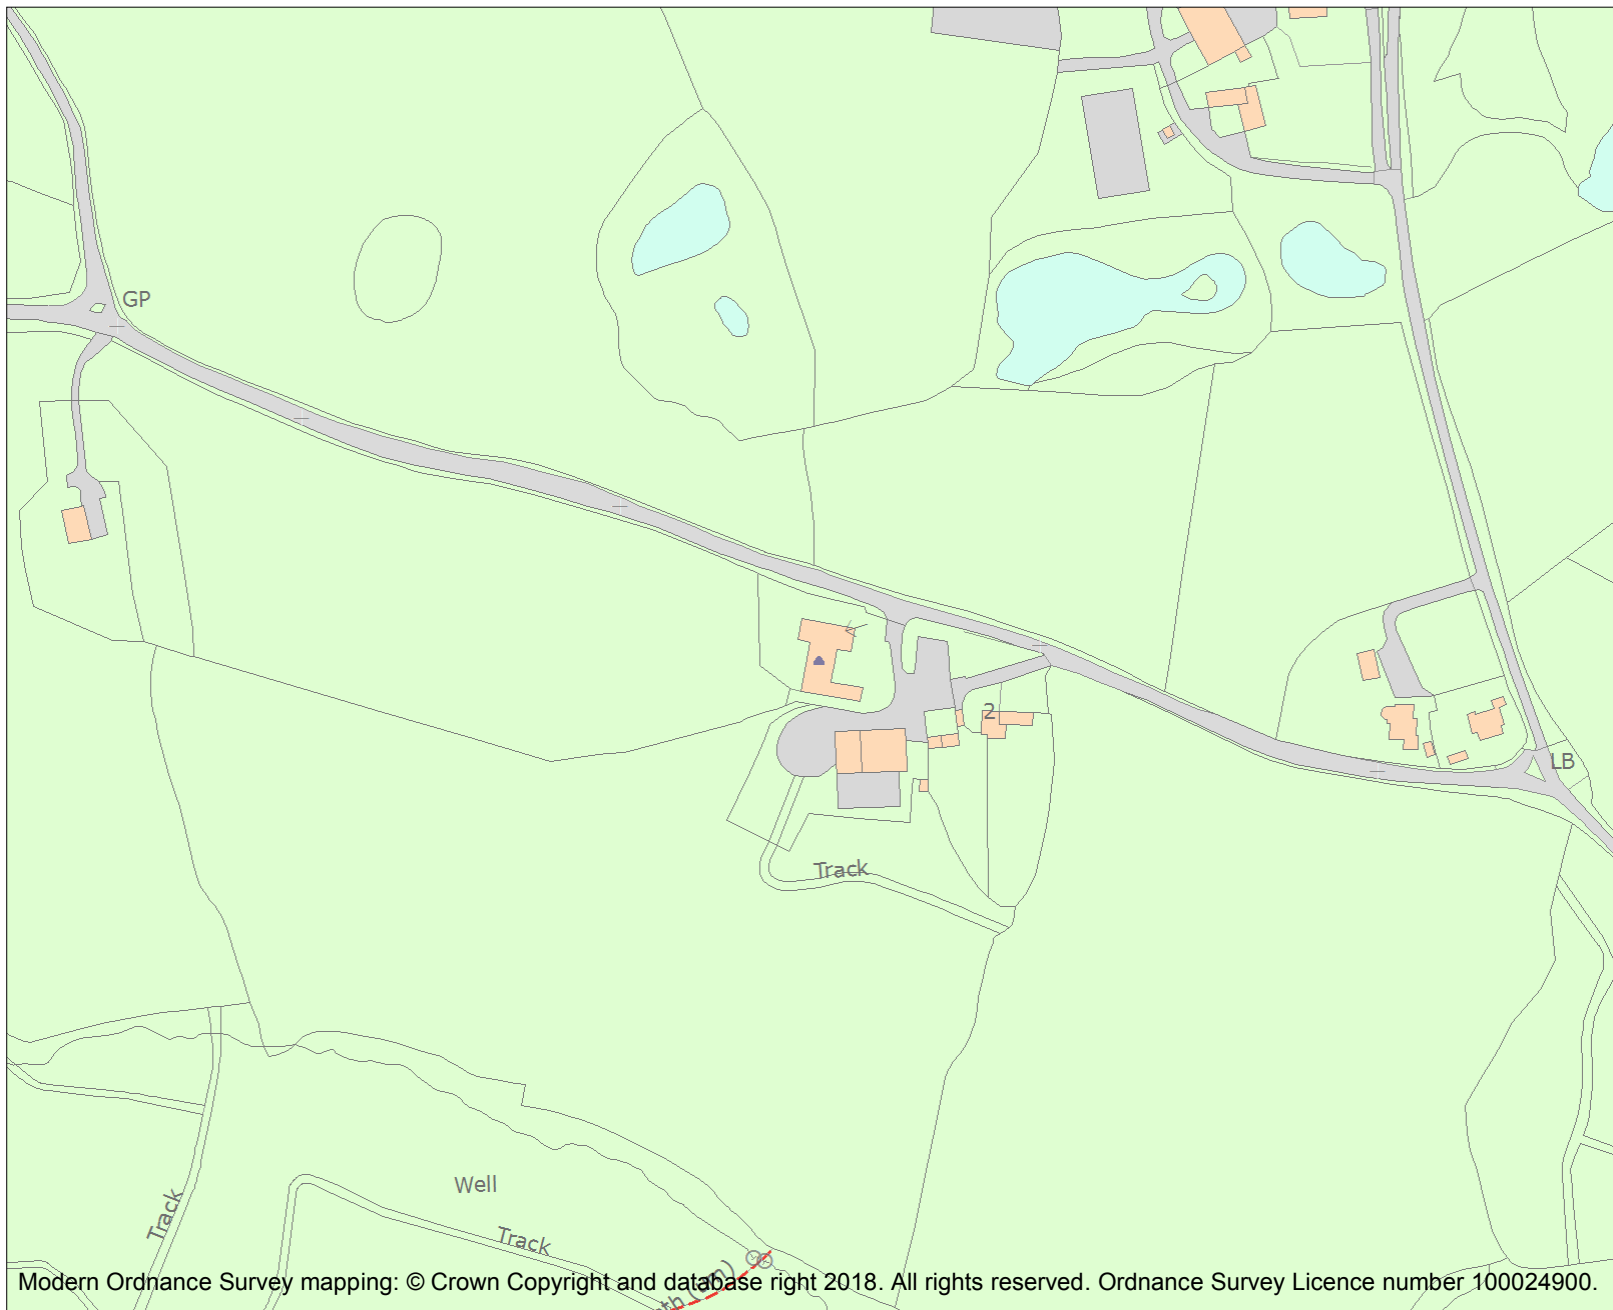 GP
2
LB
Track
Well
Track
Track
Modern Ordnance Survey mapping: © Crown Copyright and database right 2018. All rights reserved. Ordnance Survey Licence number 100024900.